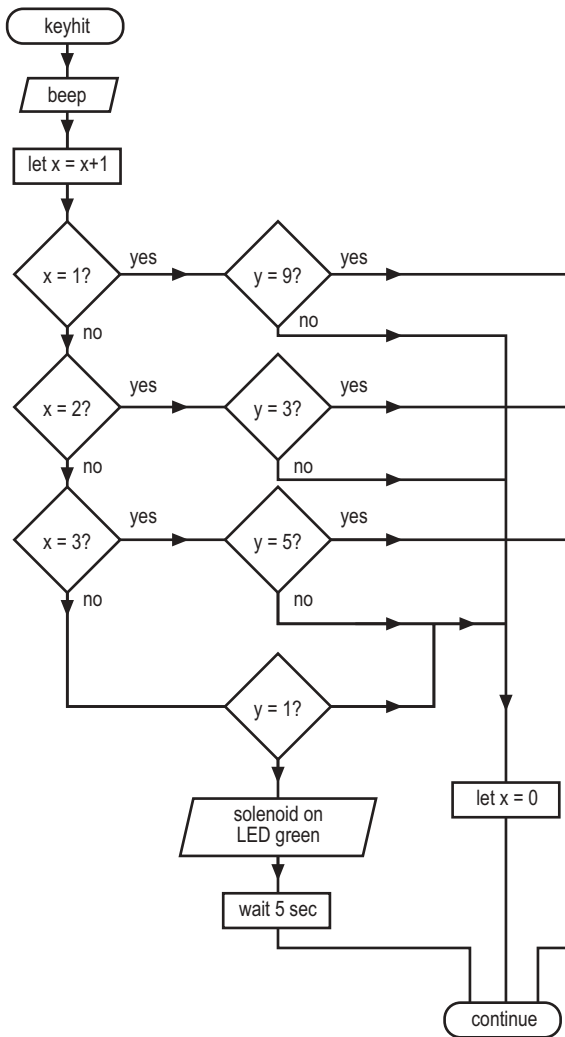 keyhit
beep
let x = x+1
x = 1?
yes
y = 9?
yes
no
no
x = 2?
yes
y = 3?
yes
no
no
x = 3?
yes
y = 5?
yes
no
no
y = 1?
solenoid on
LED green
let x = 0
wait 5 sec
continue